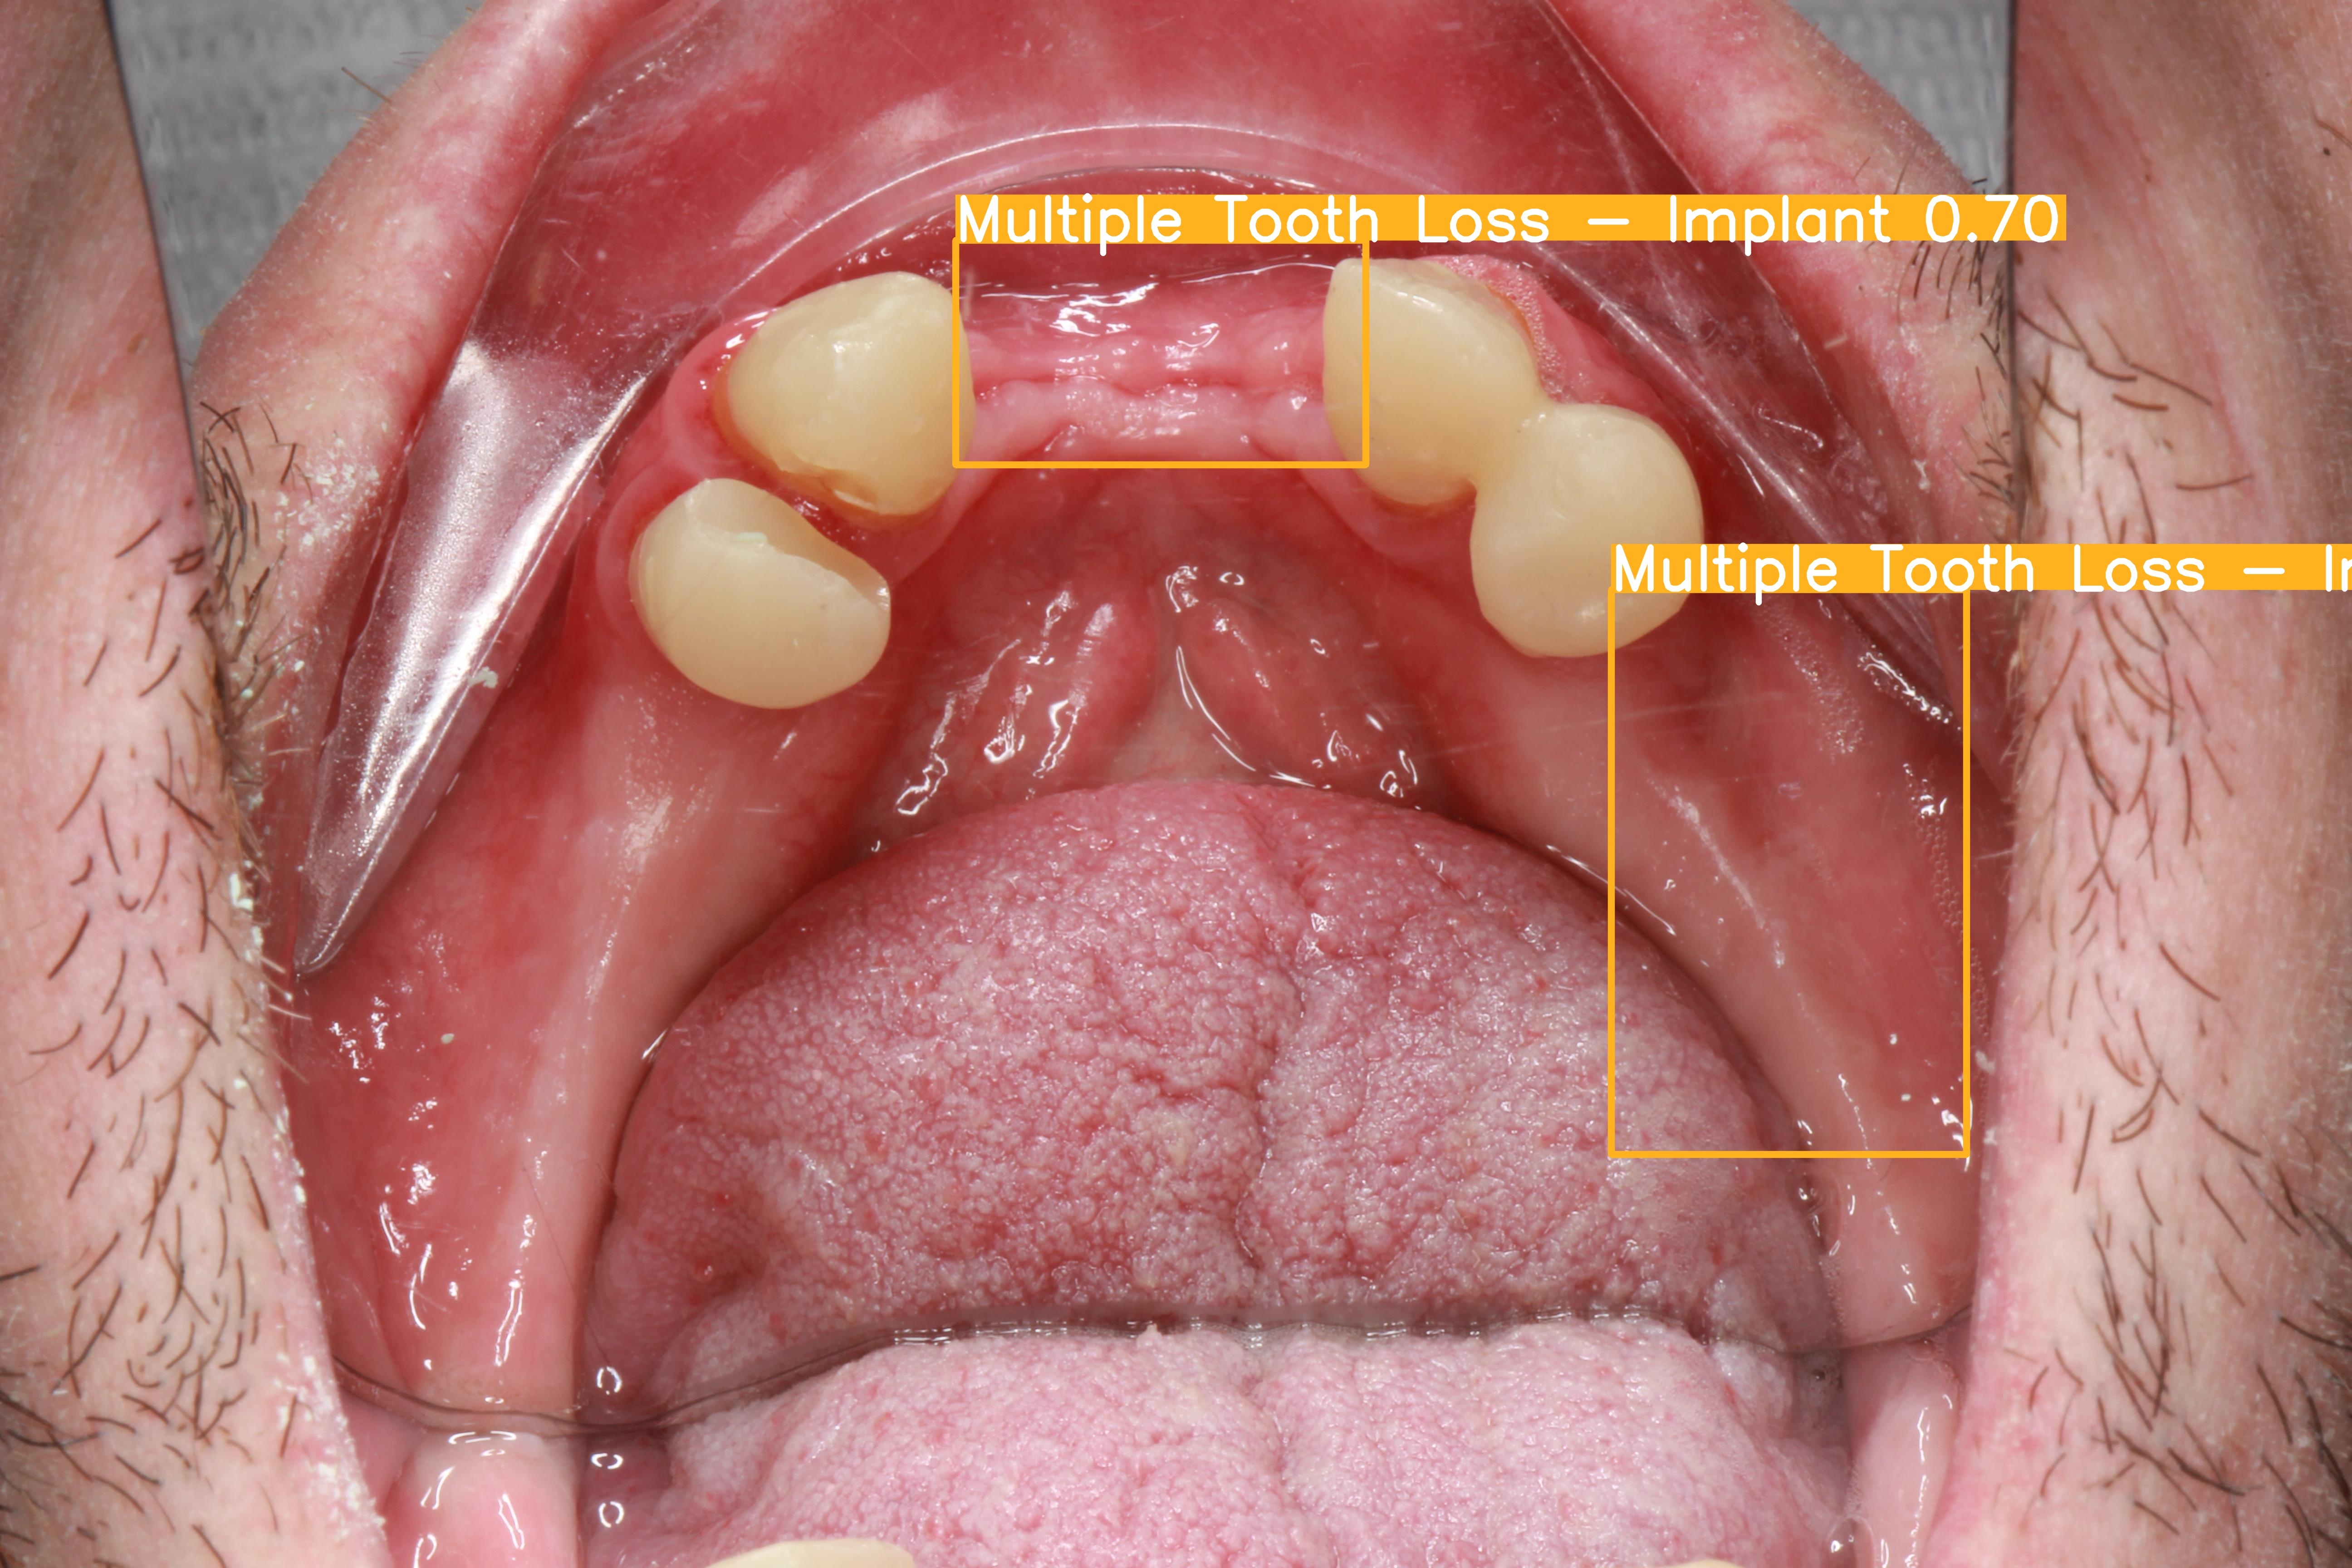 Multiple Tooth Loss – Implant 0.70
Multiple Tooth Loss –